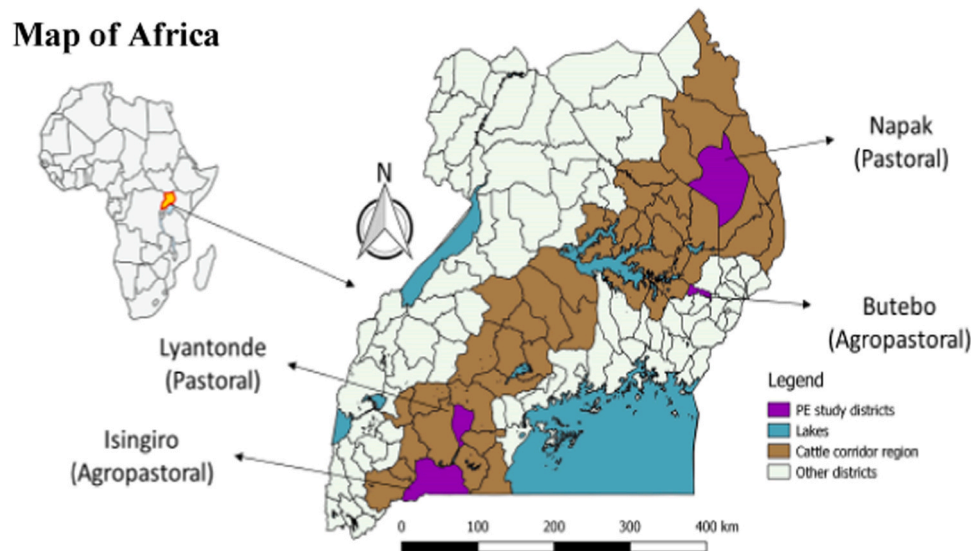 Map of Africa
N
Napak
(Pastoral)
Butebo
(Agropastoral)
Lyantonde
(Pastoral)
Isingiro
(Agropastoral)
Legend
PE study districts
Lakes
Cattle corridor region
Other districts
0 100 200 300 400 km